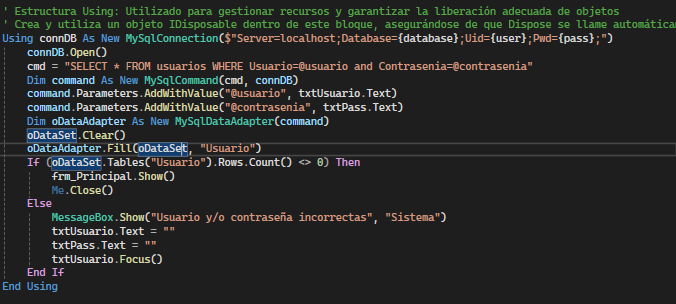 ' Estructura Using: Utilizado para gestionar recursos y garantizar la liberación adecuada de objetos
' Crea y utiliza un objeto IDisposable dentro de este bloque, asegurándose de que Dispose se llame automática
Using connDB As New MySqlConnection($"Server=localhost;Database={database};Uid={user};Pwd={pass};")
connDB.Open()
cmd = "SELECT * FROM usuarios WHERE Usuario=@usuario and Contrasenia=@contrasenia"
Dim command As New MySqlCommand(cmd, connDB)
command.Parameters.AddWithValue("@usuario", txtUsuario.Text)
command.Parameters.AddWithValue("@contrasenia", txtPass.Text)
Dim oDataAdapter As New MySqlDataAdapter(command)
oDataSet.Clear()
oDataAdapter.Fill(oDataSet, "Usuario")
If (oDataSet.Tables("Usuario").Rows.Count() <> 0) Then
frm_Principal.Show()
Me.Close()
Else
MessageBox.Show("Usuario y/o contraseña incorrectas", "Sistema")
txtUsuario.Text = ""
txtPass.Text = ""
txtUsuario.Focus()
End If
End Using